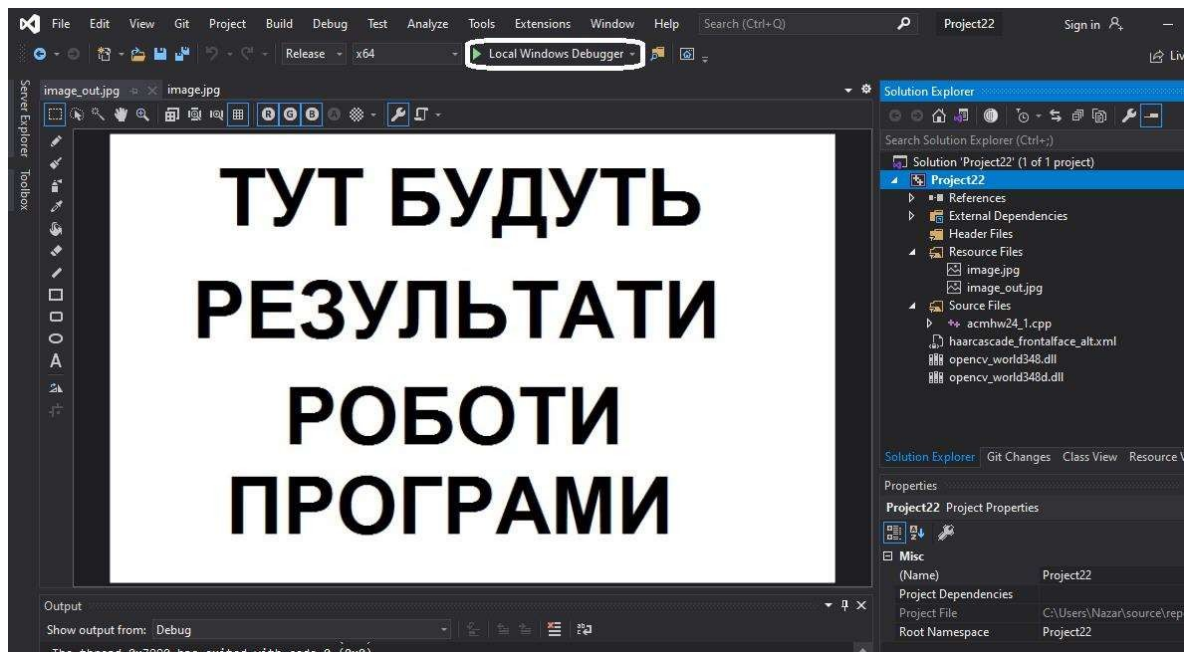 File Edit View Git Project Build Debug Test Analyze Tools Extensions Window Help Search (Ctrl+Q) Project22 Sign in
Release x64 Local Windows Debugger Liv
Server Explorer
Toolbox
image_out.jpg image.jpg
R G B
A
ТУТ БУДУТЬ
РЕЗУЛЬТАТИ
РОБОТИ
ПРОГРАМИ
Output
Show output from: Debug
Solution Explorer
Search Solution Explorer (Ctrl+;)
Solution 'Project22' (1 of 1 project)
Project22
References
External Dependencies
Header Files
Resource Files
image.jpg
image_out.jpg
Source Files
acmhw24_1.cpp
haarcascade_frontalface_alt.xml
opencv_world348.dll
opencv_world348d.dll
Solution Explorer Git Changes Class View Resource V
Properties
Project22 Project Properties
Misc
(Name) Project22
Project Dependencies
Project File C:\Users\Nazar\source\rep
Root Namespace Project22